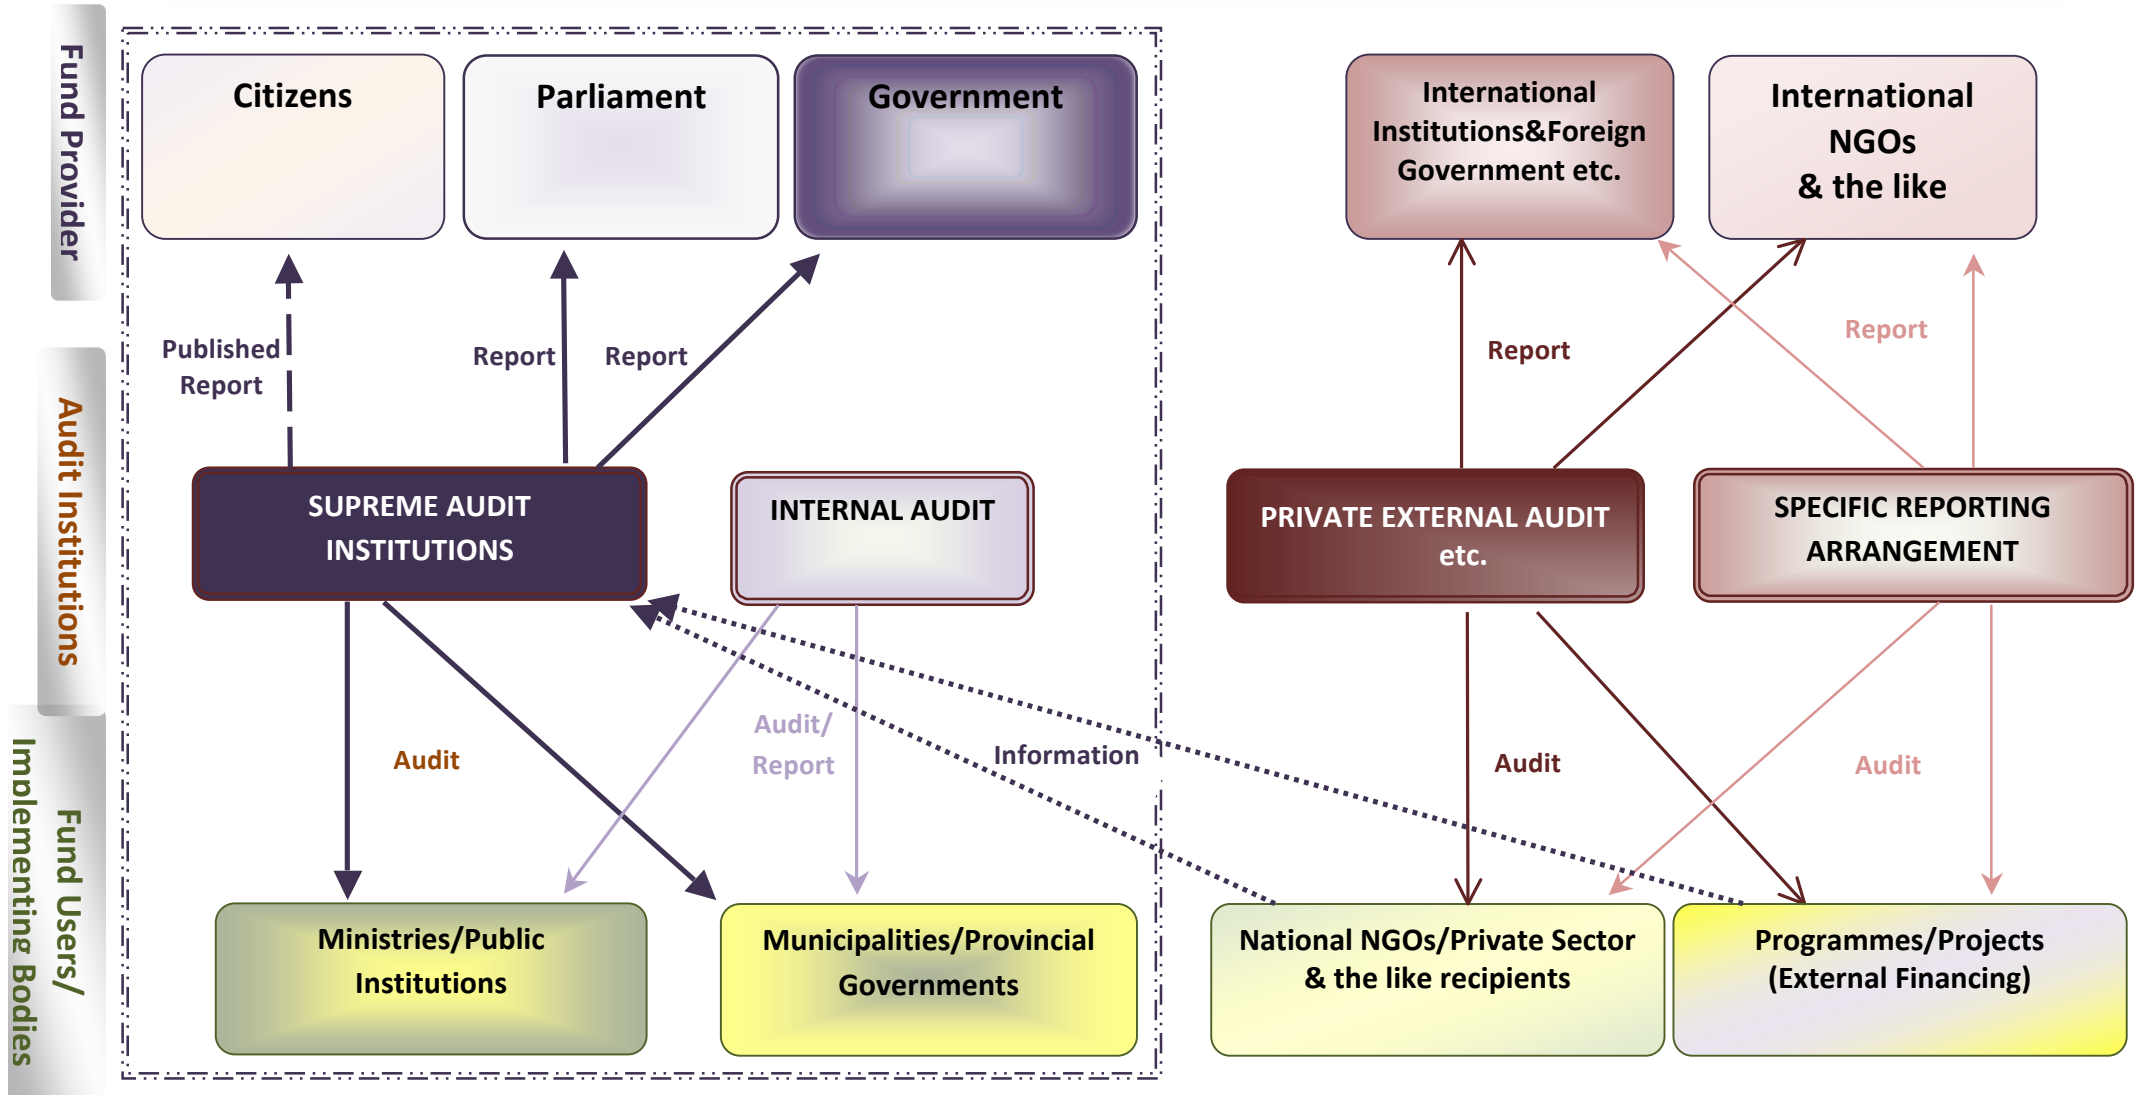 Fund Provider
Citizens
Parliament
Government
International
Institutions&Foreign
Government etc.
International
NGOs
& the like
Published
Report
Report
Report
Report
Report
Audit Institutions
SUPREME AUDIT
INSTITUTIONS
INTERNAL AUDIT
PRIVATE EXTERNAL AUDIT
etc.
SPECIFIC REPORTING
ARRANGEMENT
Audit
Audit/
Report
Information
Audit
Audit
Fund Users/
Implementing Bodies
Ministries/Public
Institutions
Municipalities/Provincial
Governments
National NGOs/Private Sector
& the like recipients
Programmes/Projects
(External Financing)